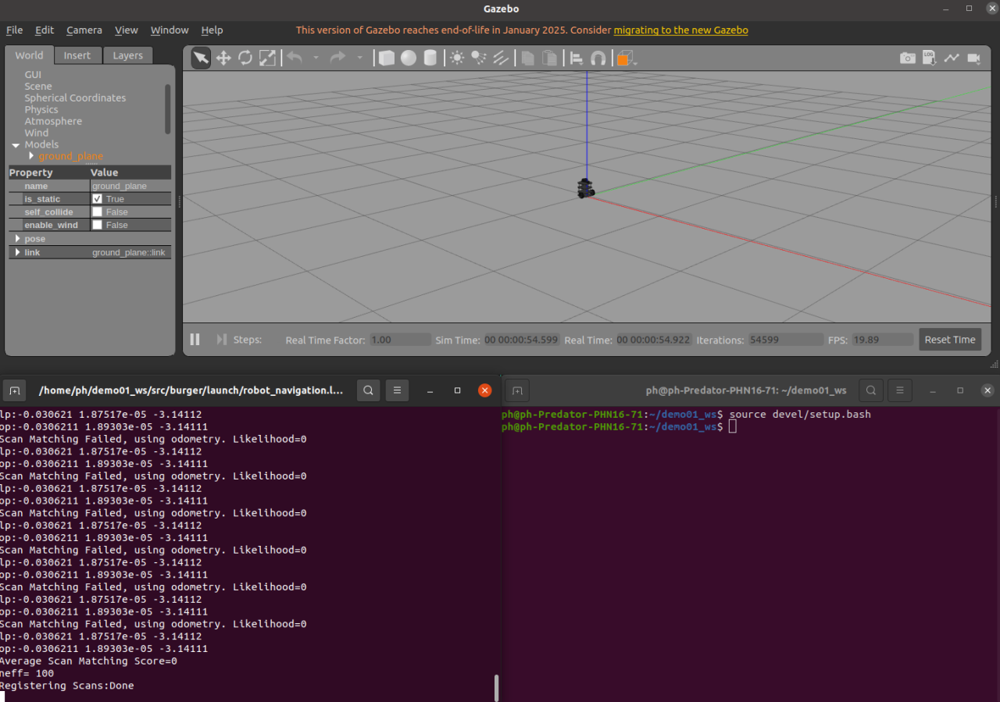 Gazebo
File Edit Camera View Window Help
This version of Gazebo reaches end-of-life in January 2025. Consider migrating to the new Gazebo
World Insert Layers
GUI
Scene
Spherical Coordinates
Physics
Atmosphere
Wind
Models
ground_plane
Property Value
name ground_plane
is_static True
self_collide False
enable_wind False
pose
link ground_plane::link
LOG
Steps: Real Time Factor: 1.00 Sim Time: 00 00:00:54.599 Real Time: 00 00:00:54.922 Iterations: 54599 FPS: 19.89 Reset Time
/home/ph/demo01_ws/src/burger/launch/robot_navigation.l...
lp:-0.030621 1.87517e-05 -3.14112
op:-0.0306211 1.89303e-05 -3.14111
Scan Matching Failed, using odometry. Likelihood=0
lp:-0.030621 1.87517e-05 -3.14112
op:-0.0306211 1.89303e-05 -3.14111
Scan Matching Failed, using odometry. Likelihood=0
lp:-0.030621 1.87517e-05 -3.14112
op:-0.0306211 1.89303e-05 -3.14111
Scan Matching Failed, using odometry. Likelihood=0
lp:-0.030621 1.87517e-05 -3.14112
op:-0.0306211 1.89303e-05 -3.14111
Scan Matching Failed, using odometry. Likelihood=0
lp:-0.030621 1.87517e-05 -3.14112
op:-0.0306211 1.89303e-05 -3.14111
Scan Matching Failed, using odometry. Likelihood=0
lp:-0.030621 1.87517e-05 -3.14112
op:-0.0306211 1.89303e-05 -3.14111
Scan Matching Failed, using odometry. Likelihood=0
lp:-0.030621 1.87517e-05 -3.14112
op:-0.0306211 1.89303e-05 -3.14111
Average Scan Matching Score=0
neff= 100
Registering Scans:Done
ph@ph-Predator-PHN16-71: ~/demo01_ws
ph@ph-Predator-PHN16-71:~/demo01_ws$ source devel/setup.bash
ph@ph-Predator-PHN16-71:~/demo01_ws$